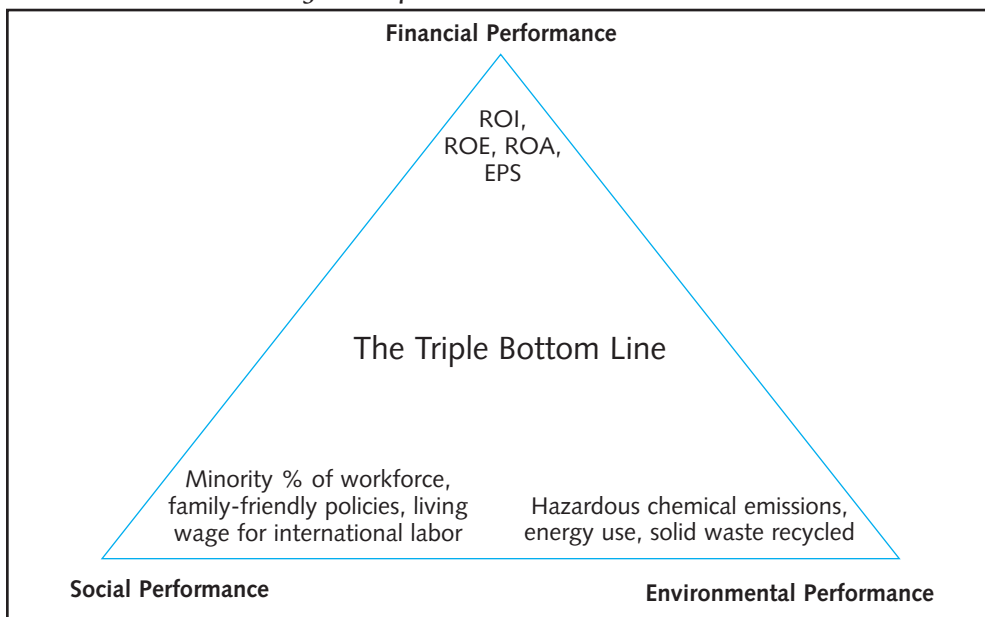 Financial Performance
ROI,
ROE, ROA,
EPS
The Triple Bottom Line
Minority % of workforce,
family-friendly policies, living
wage for international labor
Hazardous chemical emissions,
energy use, solid waste recycled
Social Performance
Environmental Performance